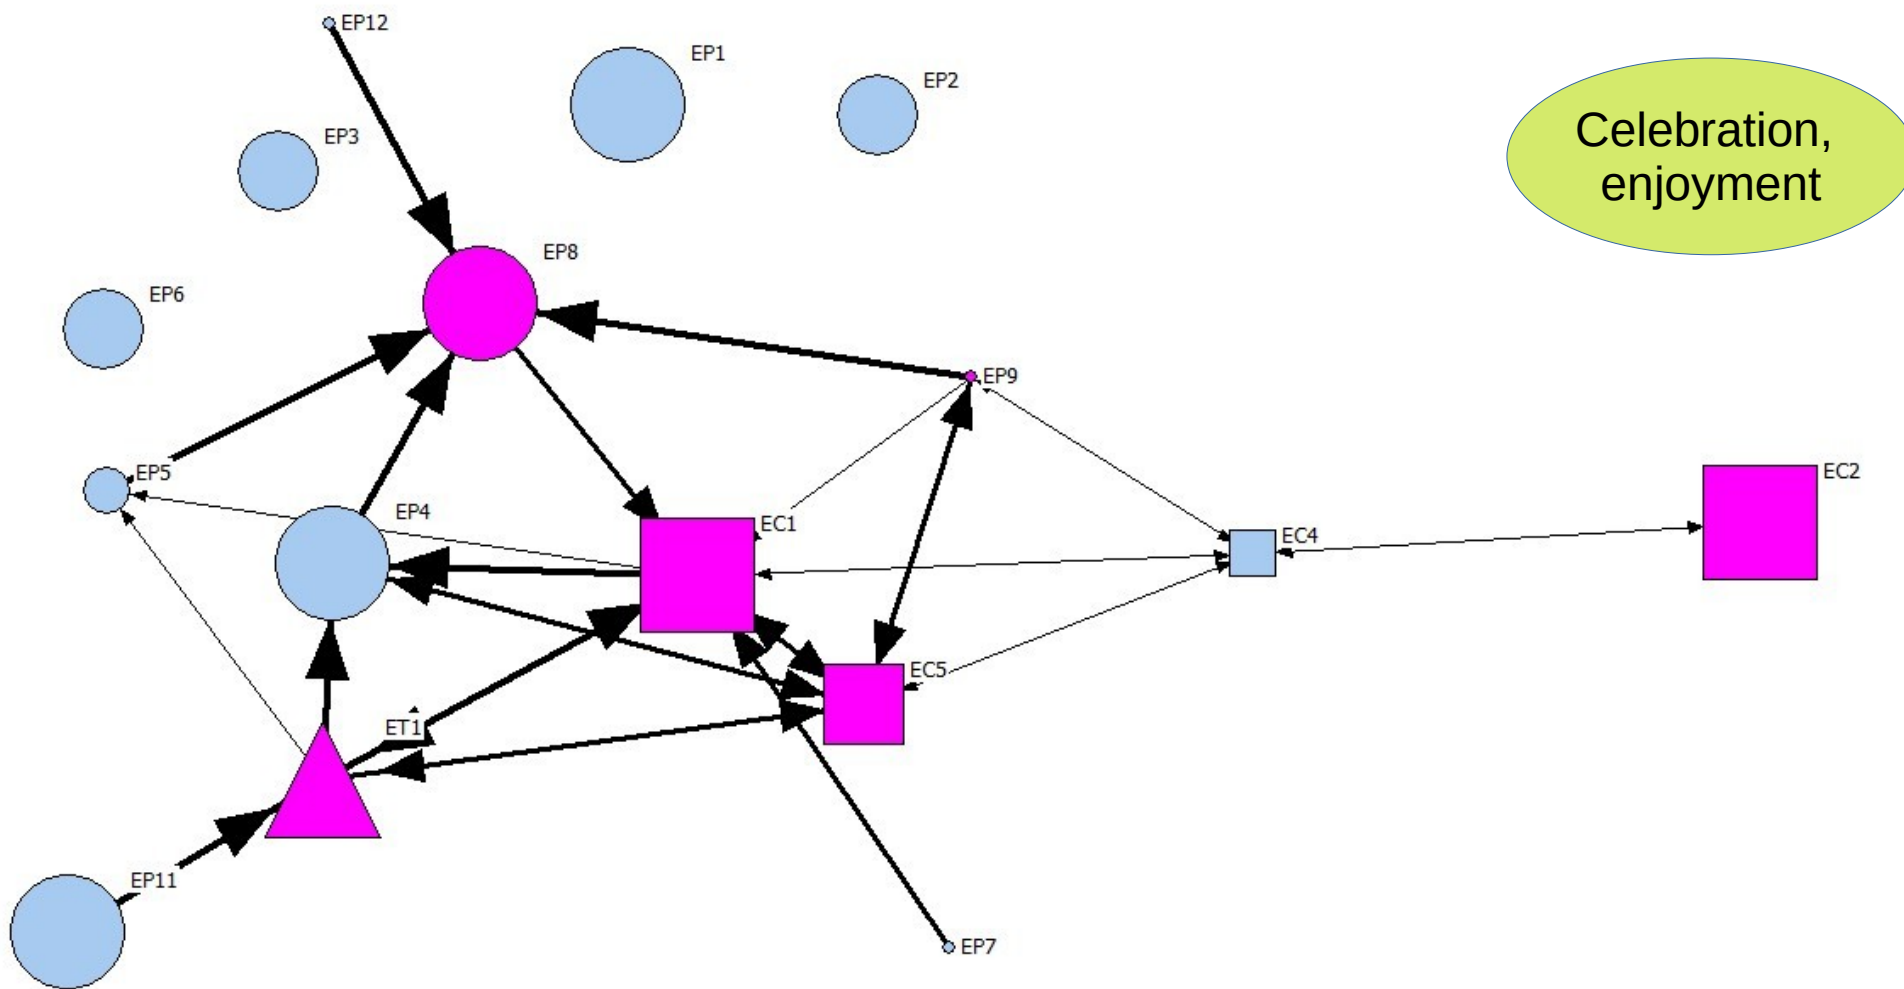 EP12
EP1
EP2
EP3
Celebration,
enjoyment
EP8
EP6
EP9
EP5
EC2
EP4
EC1
EC4
EC5
ET1
EP11
EP7